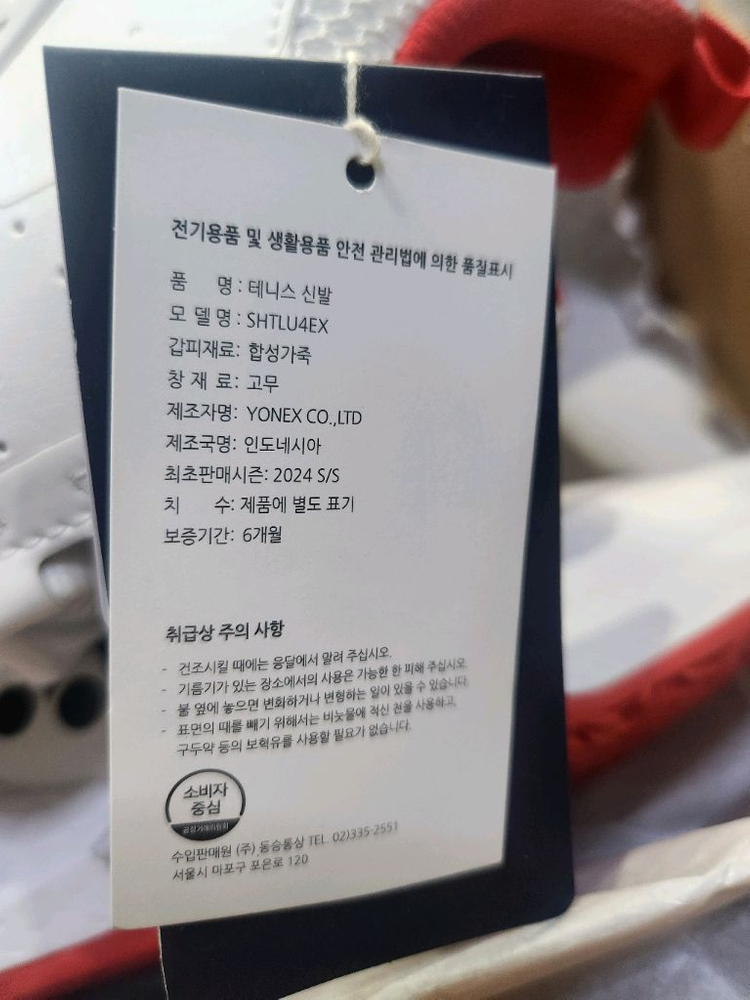 전기용품 및 생활용품 안전 관리법에 의한 품질표시
품 명 : 테니스 신발
모 델 명 : SHTLU4EX
갑피재료: 합성가죽
창 재 료: 고무
제조자명: YONEX CO.,LTD
제조국명: 인도네시아
최초판매시즌: 2024 S/S
치 수: 제품에 별도 표기
보증기간: 6개월
취급상 주의 사항
- 건조시킬 때에는 응달에서 말려 주십시오.
- 기름기가 있는 장소에서의 사용은 가능한 한 피해 주십시오.
- 불 옆에 놓으면 변화하거나 변형하는 일이 있을 수 있습니다.
- 표면의 때를 빼기 위해서는 비눗물에 적신 천을 사용하고,
구두약 등의 보혁유를 사용할 필요가 없습니다.
소비자
중심
공정거래위원회
수입판매원 (주) 동승통상 TEL. 02)335-2551
서울시 마포구 포은로 120